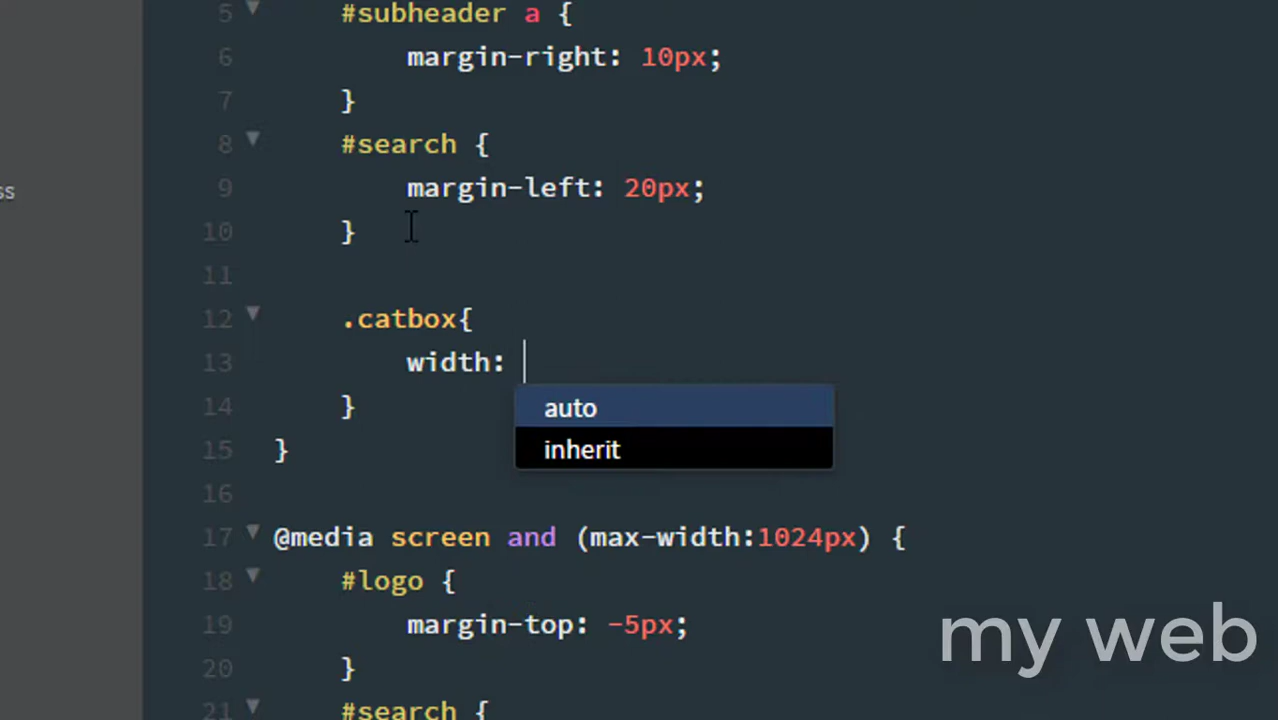 5 #subheader a {
6 margin-right: 10px;
7 }
8 #search {
ss
9 margin-left: 20px;
10 }
11
12 .catbox{
13 width:
auto
14 }
inherit
15 }
16
17 @media screen and (max-width:1024px) {
18 #logo {
19 margin-top: -5px;
my web
20 }
21 #search {